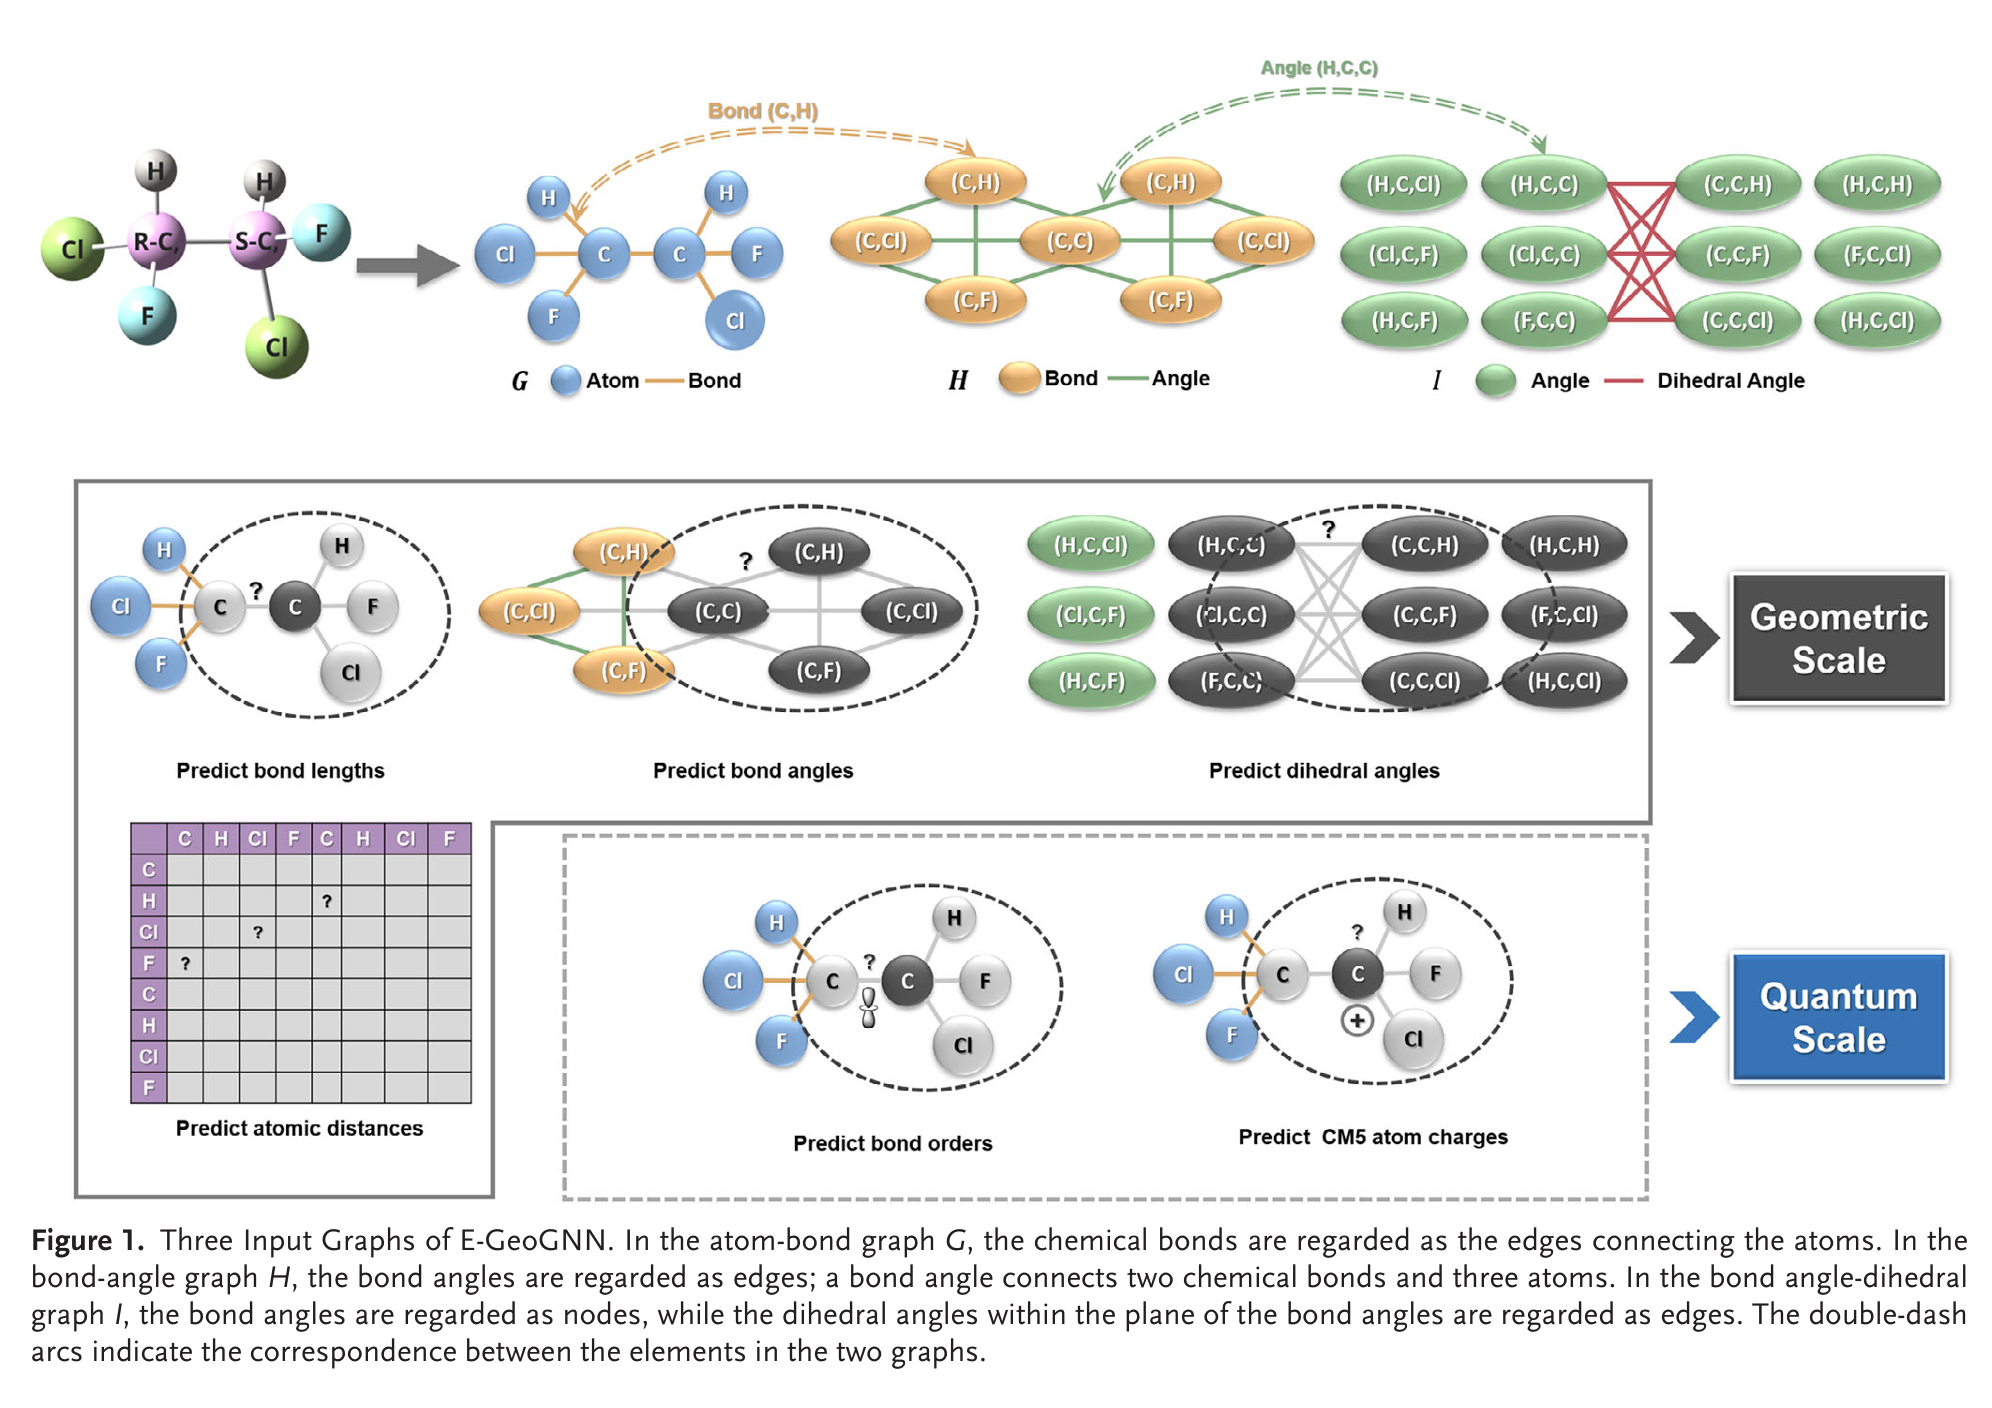 Angle (H,C,C)
Bond (C,H)
H
H
Cl
R-C,
S-C,
F
F
Cl
H
H
Cl
C
C
F
F
Cl
(C,H)
(C,H)
(C,Cl)
(C,C)
(C,Cl)
(C,F)
(C,F)
(H,C,Cl)
(H,C,C)
(C,C,H)
(H,C,H)
(Cl,C,F)
(Cl,C,C)
(C,C,F)
(F,C,Cl)
(H,C,F)
(F,C,C)
(C,C,Cl)
(H,C,Cl)
G Atom Bond
H Bond Angle
I Angle Dihedral Angle
H
H
Cl
C
?
C
F
F
Cl
(C,H)
?
(C,H)
(C,Cl)
(C,C)
(C,Cl)
(C,F)
(C,F)
?
(H,C,Cl)
(H,C,C)
(C,C,H)
(H,C,H)
(Cl,C,F)
(Cl,C,C)
(C,C,F)
(F,C,Cl)
(H,C,F)
(F,C,C)
(C,C,Cl)
(H,C,Cl)
Geometric
Scale
Predict bond lengths
Predict bond angles
Predict dihedral angles
C H Cl F C H Cl F
C
H ?
Cl ?
F ?
C
H
Cl
F
Predict atomic distances
H
H
?
Cl
C
C
F
F
Cl
Predict bond orders
H
H
?
Cl
C
C
F
+
F
Cl
Predict CM5 atom charges
Quantum
Scale
Figure 1. Three Input Graphs of E-GeoGNN. In the atom-bond graph G, the chemical bonds are regarded as the edges connecting the atoms. In the
bond-angle graph H, the bond angles are regarded as edges; a bond angle connects two chemical bonds and three atoms. In the bond angle-dihedral
graph I, the bond angles are regarded as nodes, while the dihedral angles within the plane of the bond angles are regarded as edges. The double-dash
arcs indicate the correspondence between the elements in the two graphs.